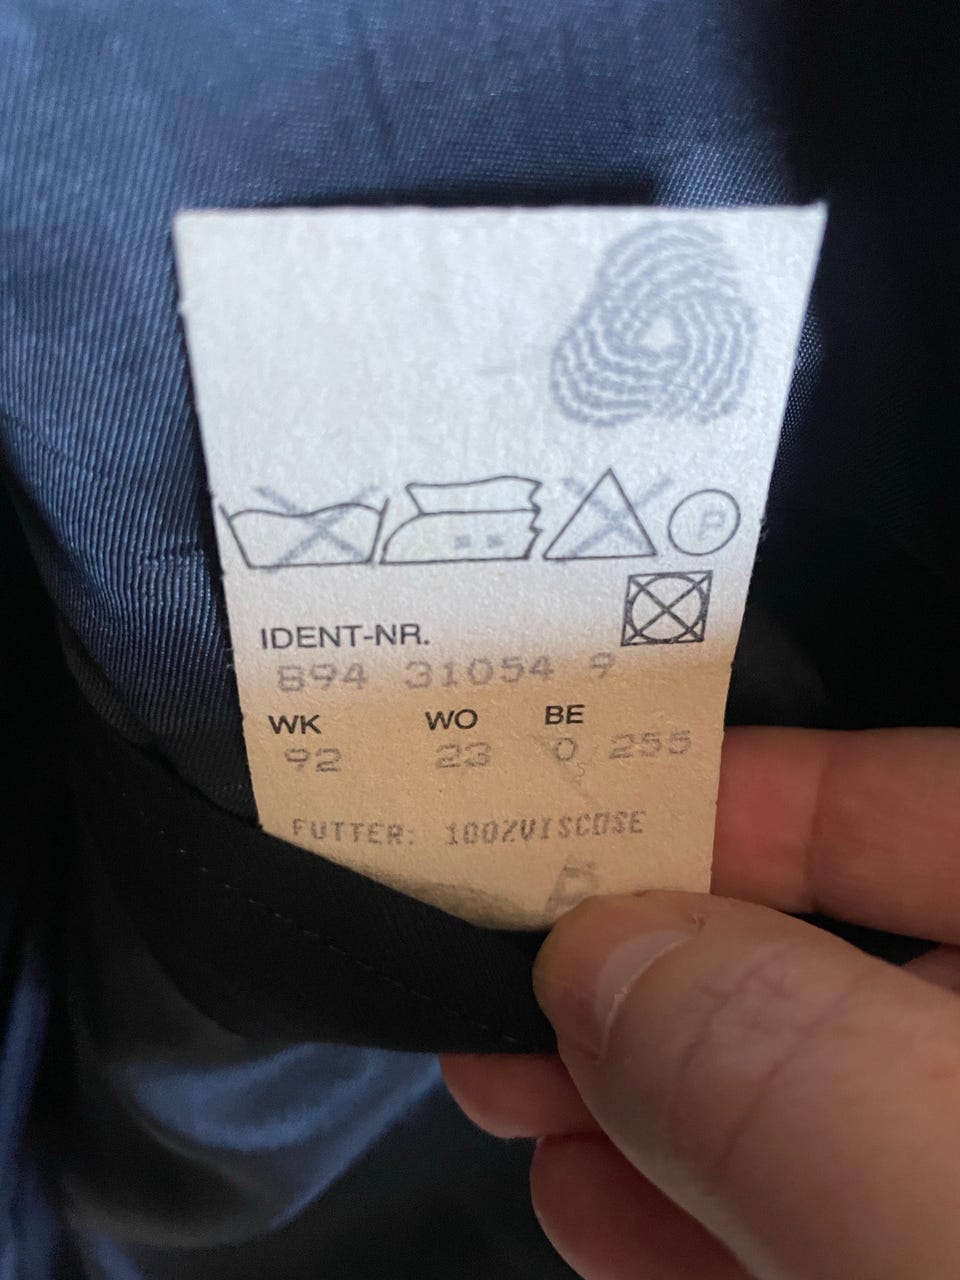 P
IDENT-NR.
894 31054 9
WK WO BE
92 23 0 255
FUTTER: 100%VISCOSE